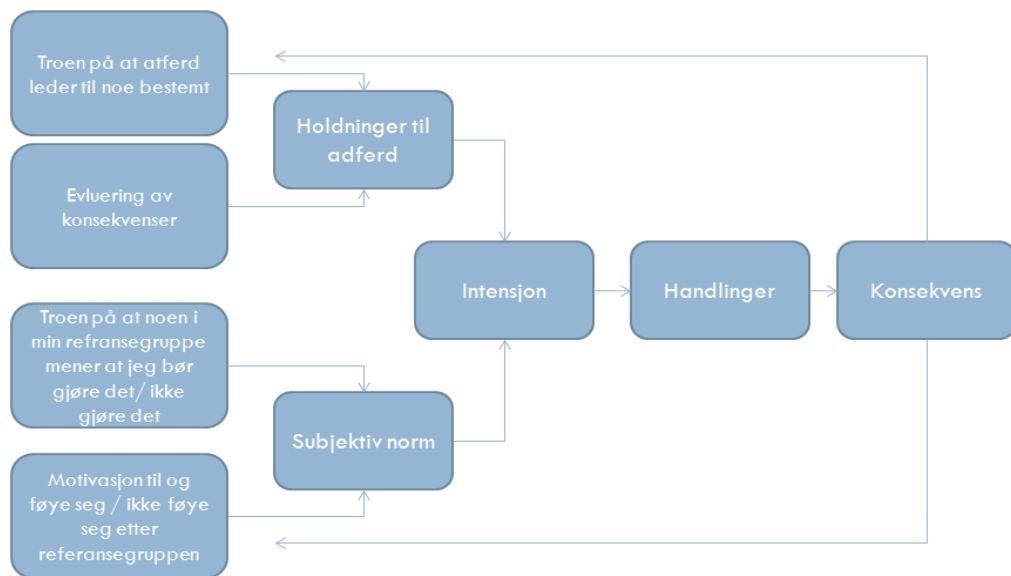 Troen på at atferd
leder til noe bestemt
Holdninger til
adferd
Evluering av
konsekvenser
Intensjon
Handlinger
Konsekvens
Troen på at noen i
min refransegruppe
mener at jeg bør
gjøre det/ ikke
gjøre det
Subjektiv norm
Motivasjon til og
føye seg / ikke føye
seg etter
referansegruppen